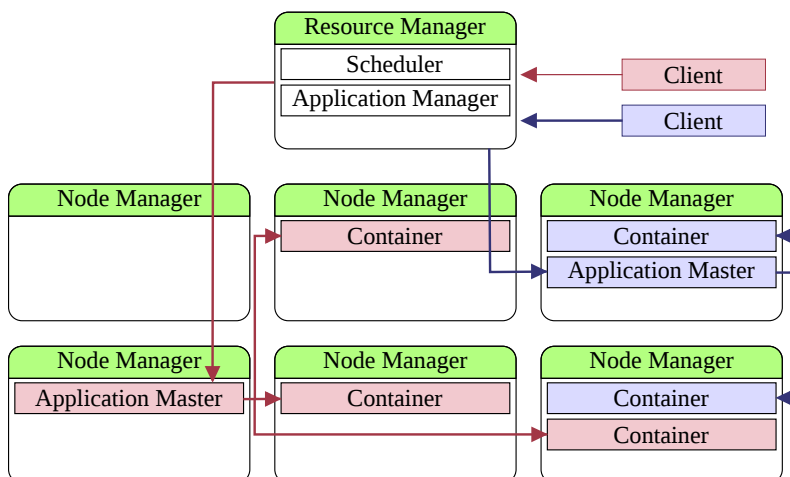 Resource Manager
Scheduler
Client
Application Manager
Client
Node Manager
Node Manager
Node Manager
Container
Container
Application Master
Node Manager
Node Manager
Node Manager
Application Master
Container
Container
Container